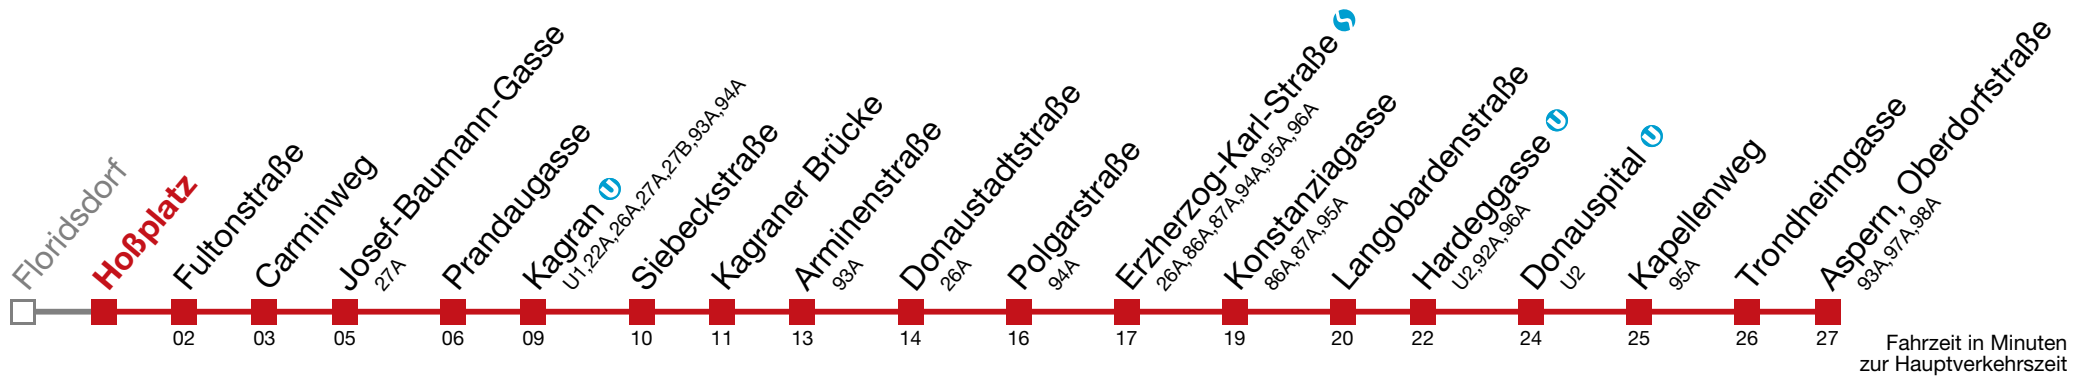 Floridsdorf
Hoßplatz
Fultonstraße
Carminweg
Josef-Baumann-Gasse
27A
Prandaugasse
Kagran U
U1,22A,26A,27A,27B,93A,94A
Siebeckstraße
Kagraner Brücke
Arminenstraße
93A
Donaustadtstraße
26A
Polgarstraße
94A
Erzherzog-Karl-Straße S
26A,86A,87A,94A,95A,96A
Konstanziagasse
86A,87A,95A
Langobardenstraße
Hardeggasse U
U2,92A,96A
Donauspital U
U2
Kapellenweg
95A
Trondheimgasse
Aspern, Oberdorfstraße
93A,97A,98A
02 03 05 06 09 10 11 13 14 16 17 19 20 22 24 25 26 27
Fahrzeit in Minuten
zur Hauptverkehrszeit